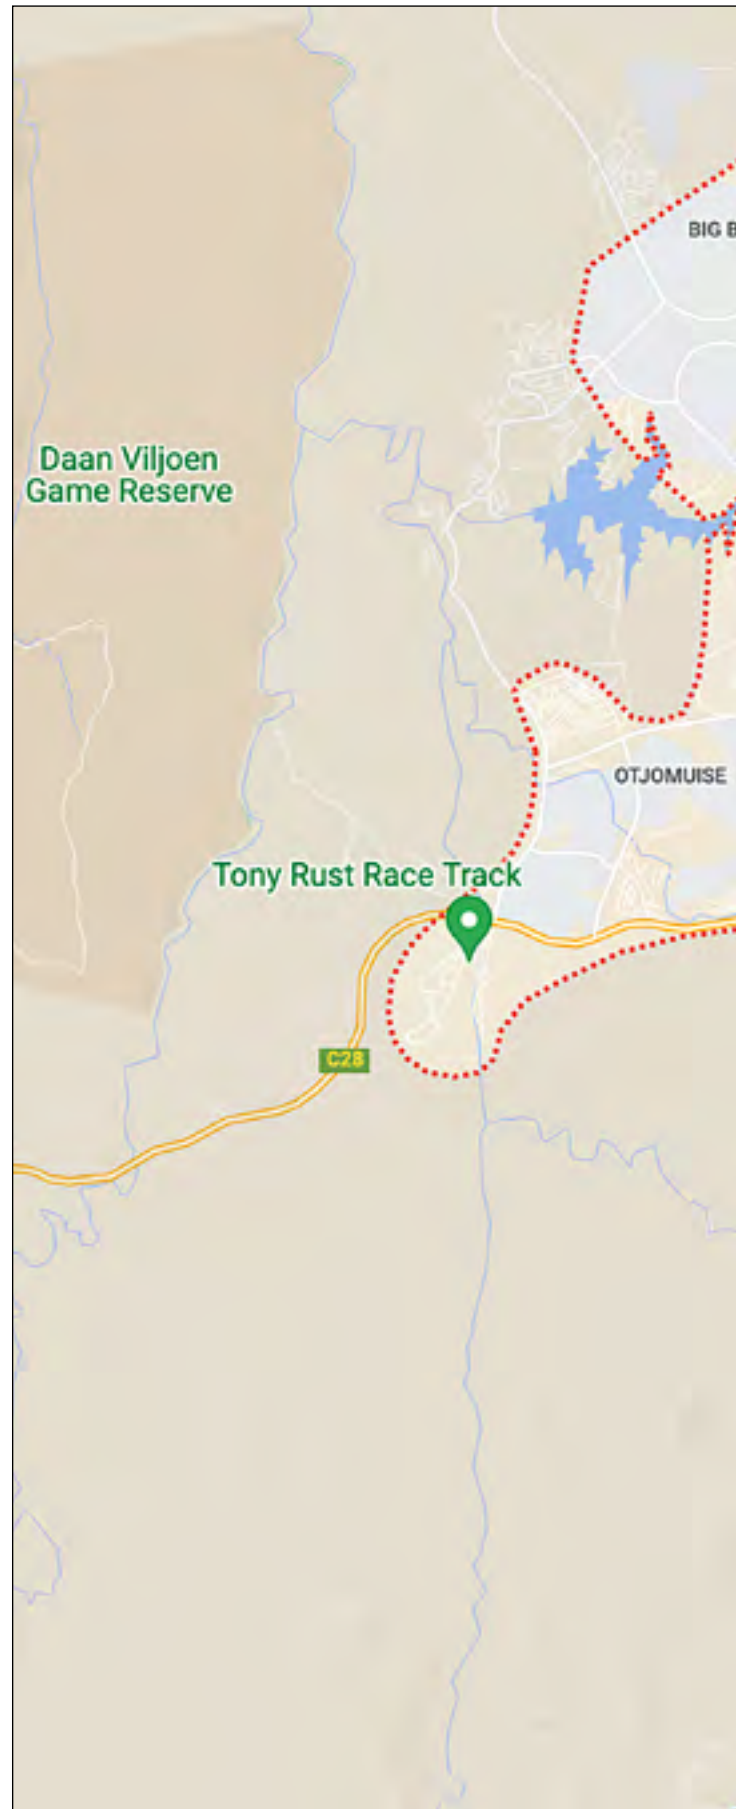 BIG B
Daan Viljoen
Game Reserve
OTJOMUISE
Tony Rust Race Track
C28